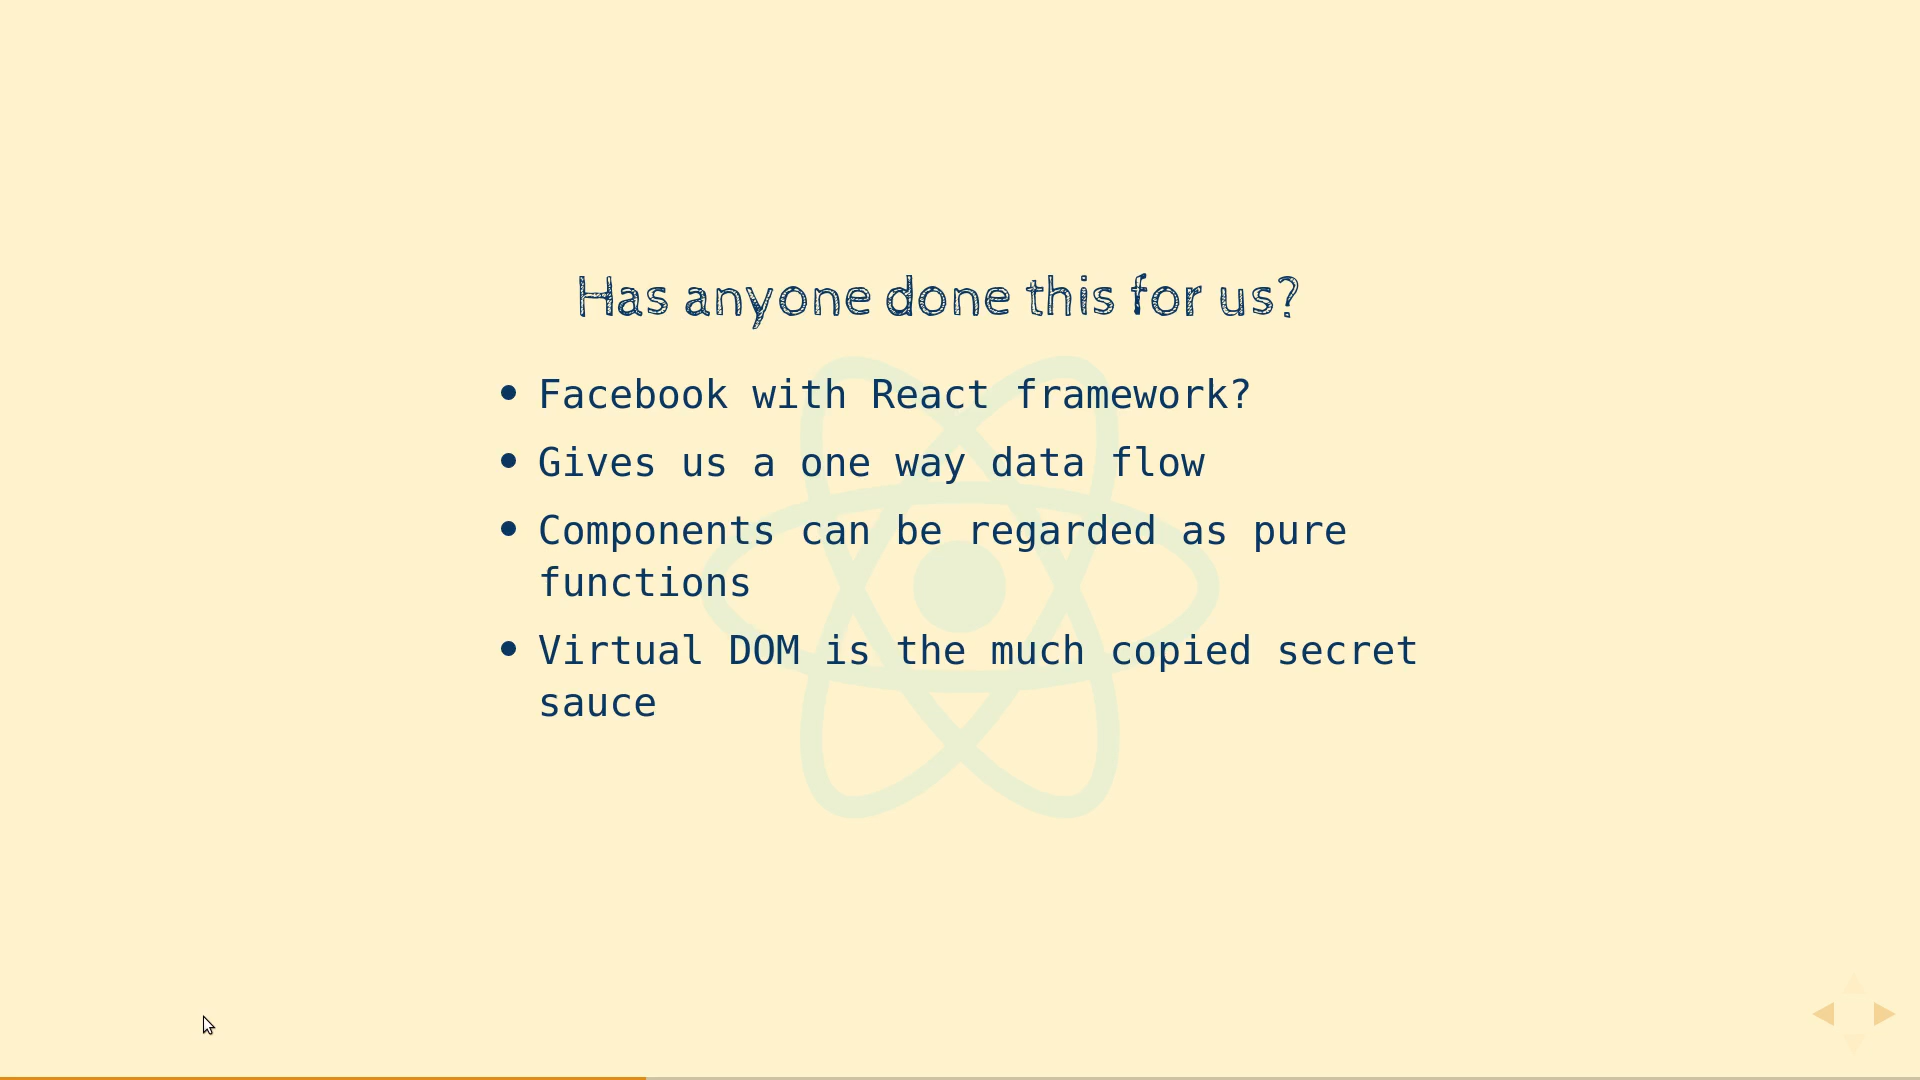 Has anyone done this for us?
• Facebook with React framework?
• Gives us a one way data flow
• Components can be regarded as pure
functions
• Virtual DOM is the much copied secret
sauce